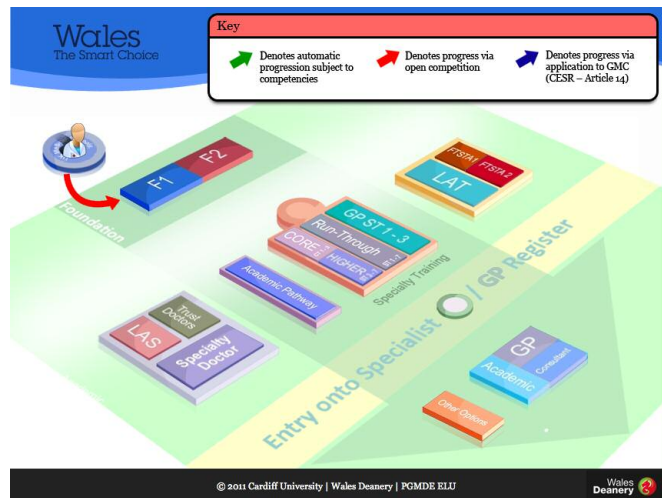 Wales
The Smart Choice
Key
Denotes automatic
progression subject to
competencies
Denotes progress via
open competition
Denotes progress via
application to GMC
(CESR – Article 14)
F1
F2
Foundation
FTSTA1
FTSTA 2
LAT
GP ST 1 - 3
Run-Through
CORE
HIGHER
Specialty Training
Academic Pathway
Trust
Doctors
LAS
Specialty
Doctor
Entry onto Specialist / GP Register
GP
Consultant
Academic
Other Options
© 2011 Cardiff University | Wales Deanery | PGMDE ELU
Wales
Deanery